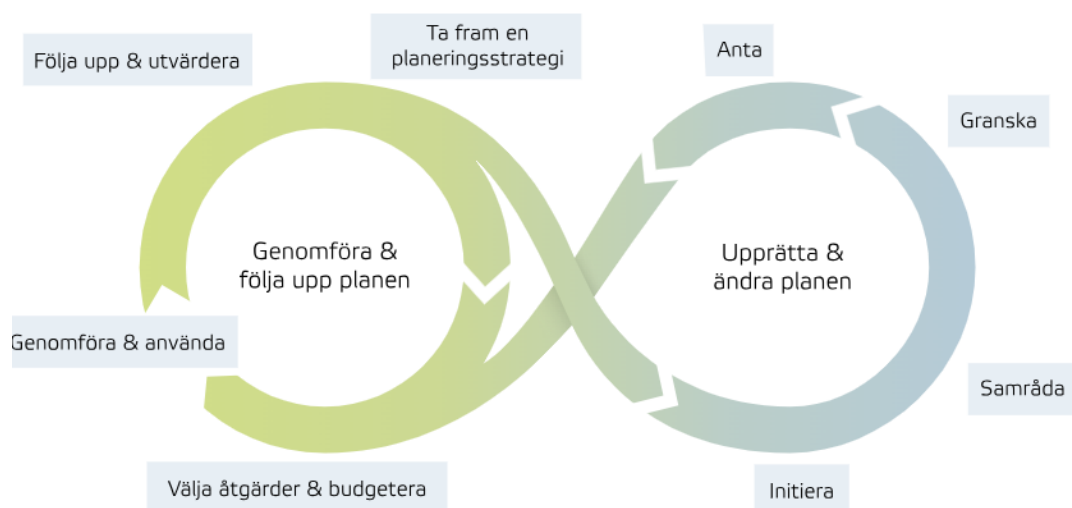 Ta fram en
planeringsstrategi
Anta
Följa upp & utvärdera
Granska
Genomföra &
följa upp planen
Upprätta &
ändra planen
Genomföra & använda
Samråda
Välja åtgärder & budgetera
Initiera